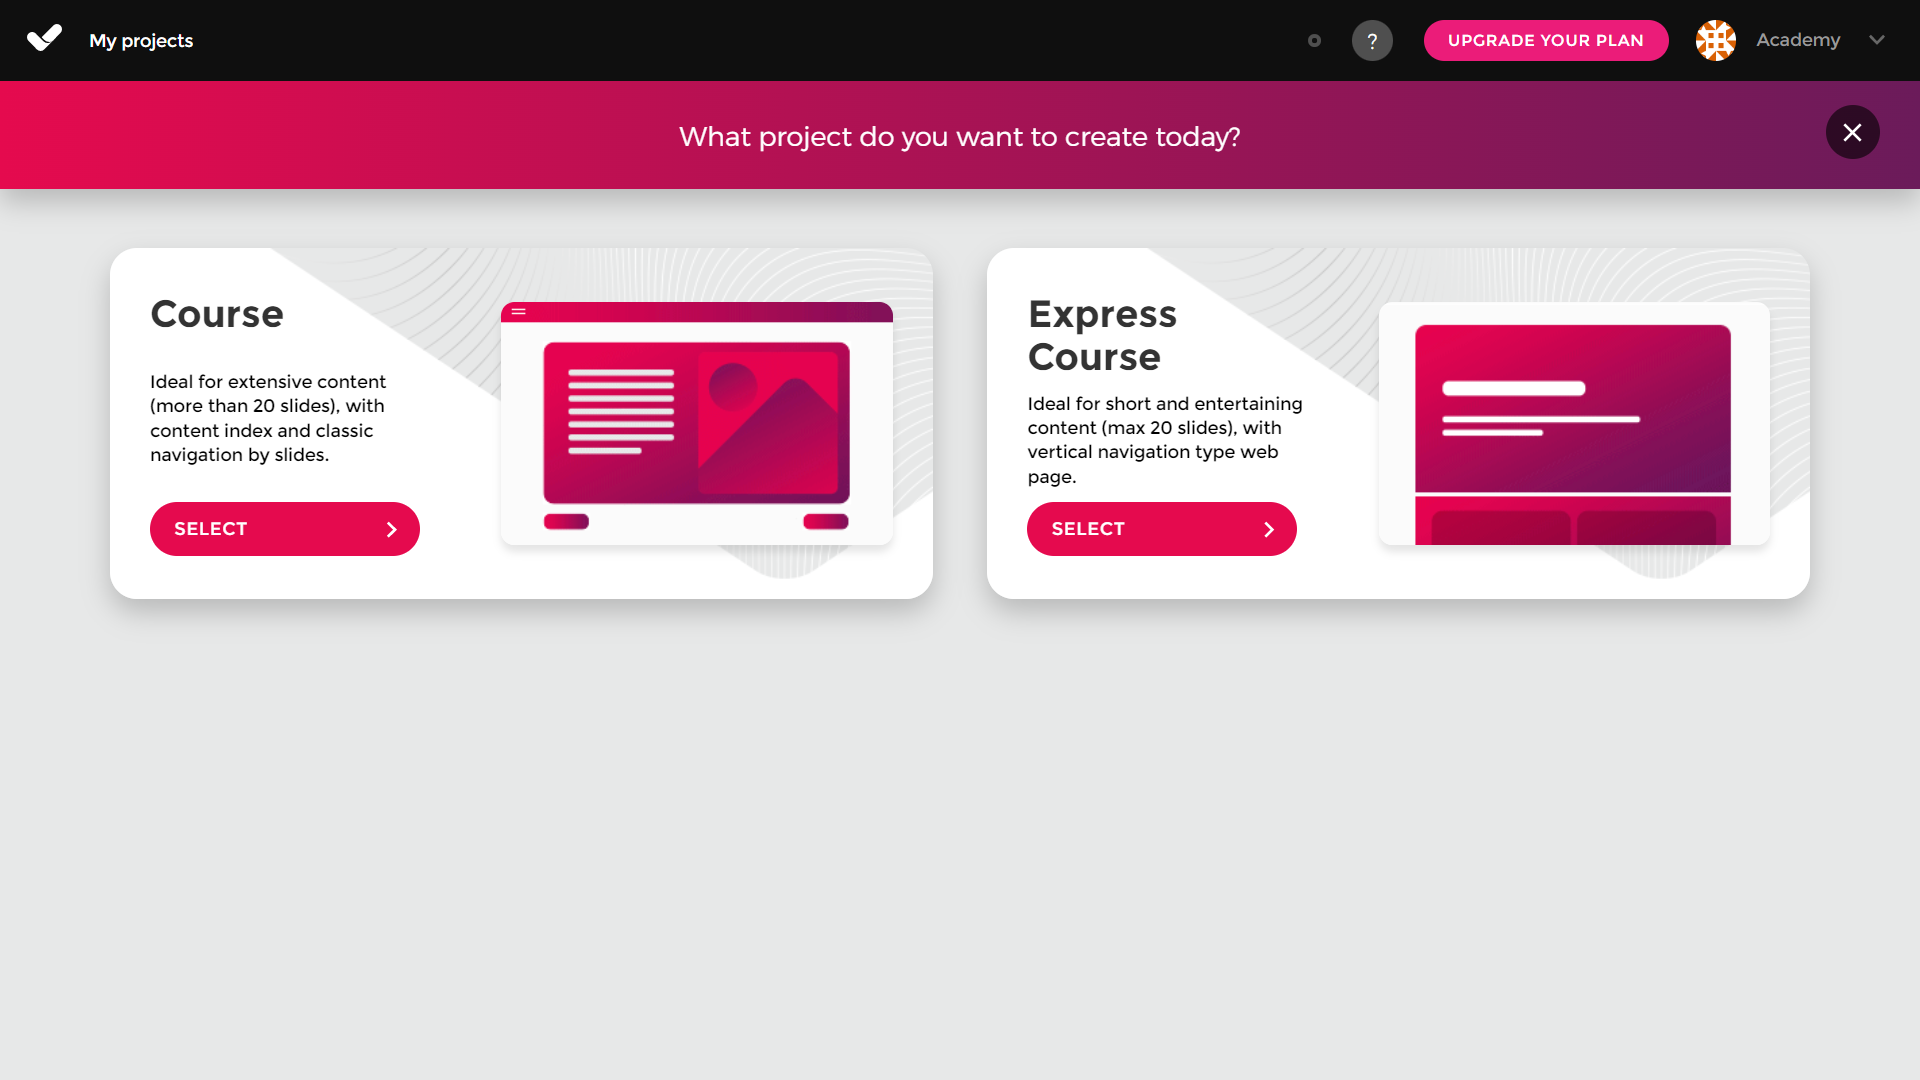 My projects
?
UPGRADE YOUR PLAN
Academy
What project do you want to create today?
Course
Ideal for extensive content
(more than 20 slides), with
content index and classic
navigation by slides.
SELECT
Express
Course
Ideal for short and entertaining
content (max 20 slides), with
vertical navigation type web
page.
SELECT